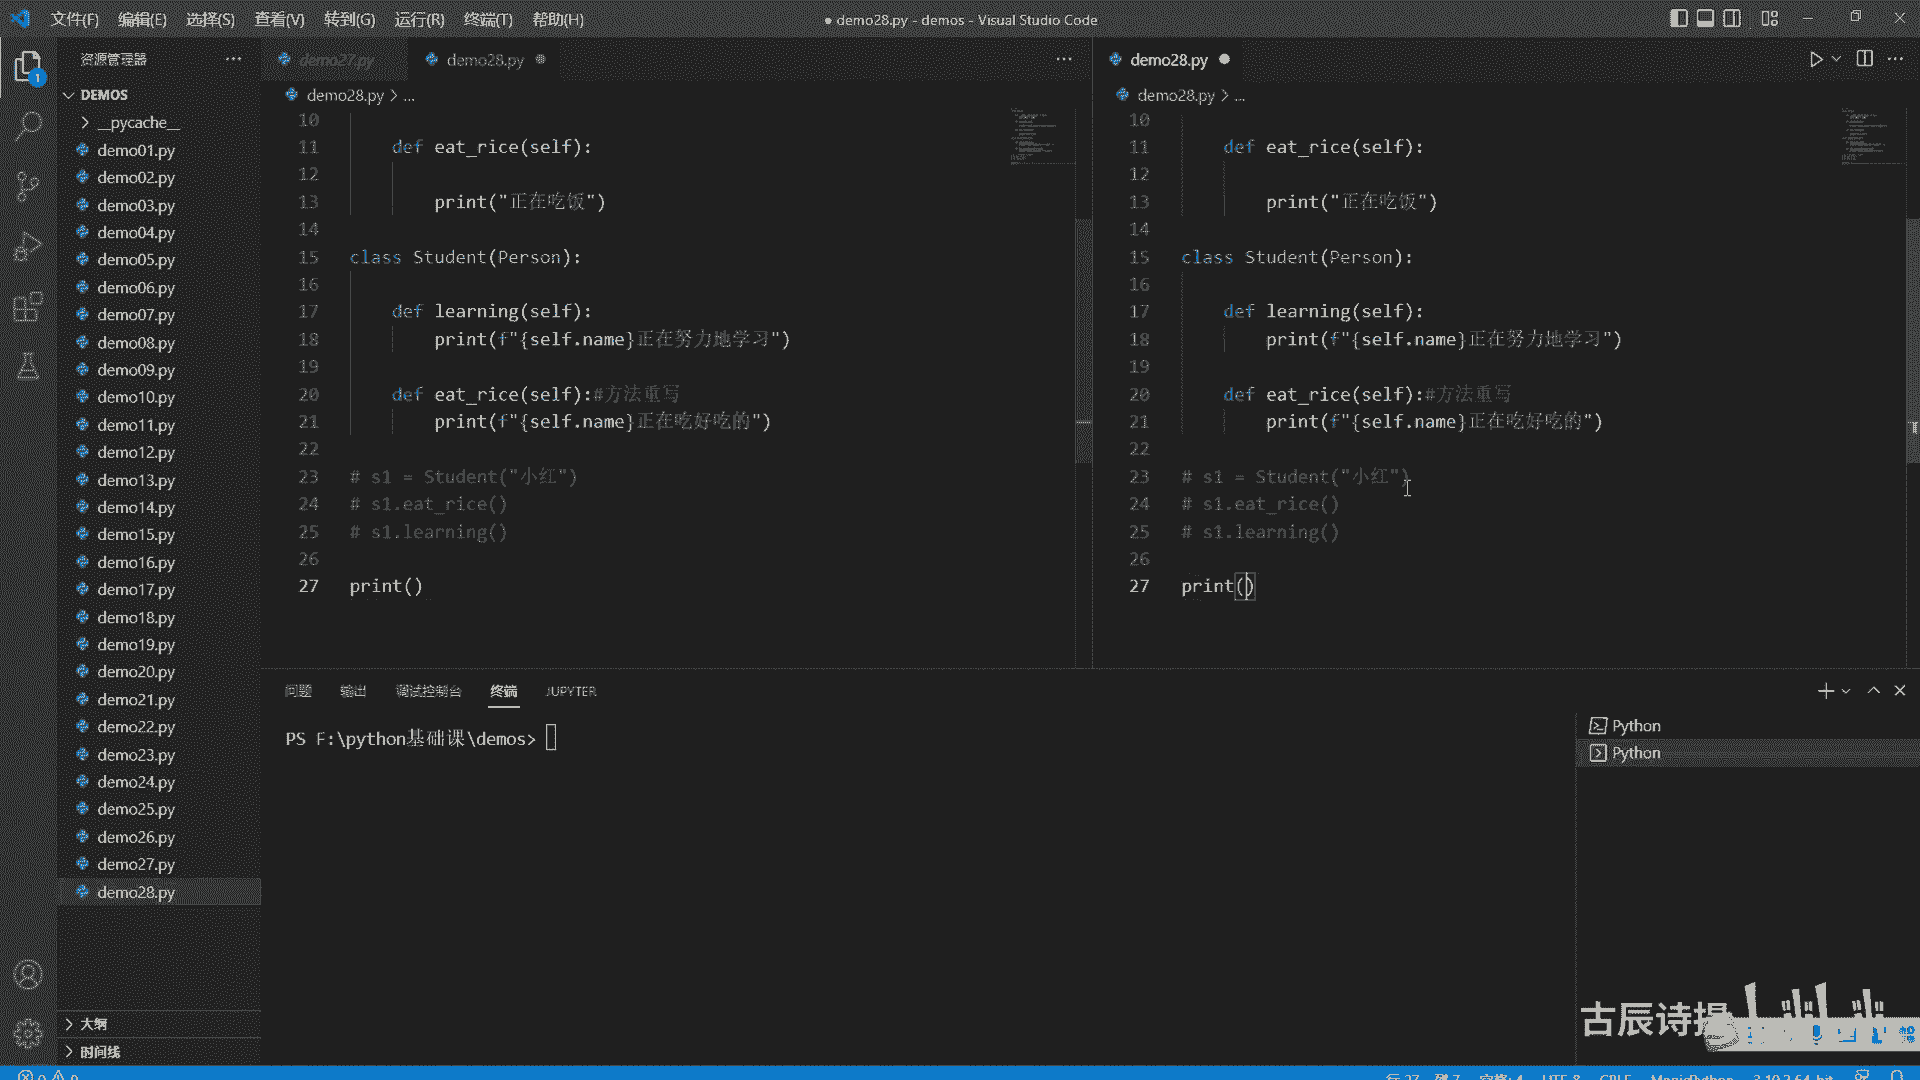 文件(F) 编辑(E) 选择(S) 查看(V) 转到(G) 运行(R) 终端(T) 帮助(H)
● demo28.py - demos - Visual Studio Code
资源管理器
DEMOS
__pycache__
demo01.py
demo02.py
demo03.py
demo04.py
demo05.py
demo06.py
demo07.py
demo08.py
demo09.py
demo10.py
demo11.py
demo12.py
demo13.py
demo14.py
demo15.py
demo16.py
demo17.py
demo18.py
demo19.py
demo20.py
demo21.py
demo22.py
demo23.py
demo24.py
demo25.py
demo26.py
demo27.py
demo28.py
大纲
时间线
demo27.py demo28.py
demo28.py > ...
10
11 def eat_rice(self):
12
13 print("正在吃饭")
14
15 class Student(Person):
16
17 def learning(self):
18 print(f"{self.name}正在努力地学习")
19
20 def eat_rice(self):#方法重写
21 print(f"{self.name}正在吃好吃的")
22
23 # s1 = Student("小红")
24 # s1.eat_rice()
25 # s1.learning()
26
27 print()
demo28.py
demo28.py > ...
10
11 def eat_rice(self):
12
13 print("正在吃饭")
14
15 class Student(Person):
16
17 def learning(self):
18 print(f"{self.name}正在努力地学习")
19
20 def eat_rice(self):#方法重写
21 print(f"{self.name}正在吃好吃的")
22
23 # s1 = Student("小红")
24 # s1.eat_rice()
25 # s1.learning()
26
27 print()
问题 输出 调试控制台 终端 JUPYTER
PS F:\python基础课\demos>
Python
Python
古辰诗